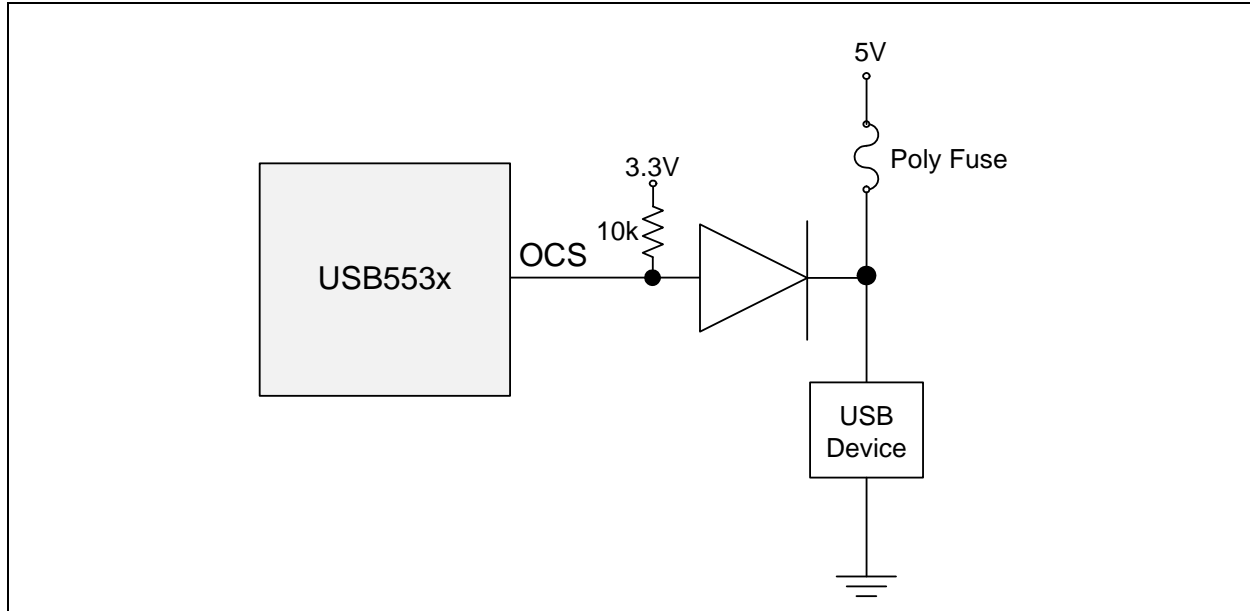 5V
Poly Fuse
3.3V
10k
OCS
USB553x
USB
Device